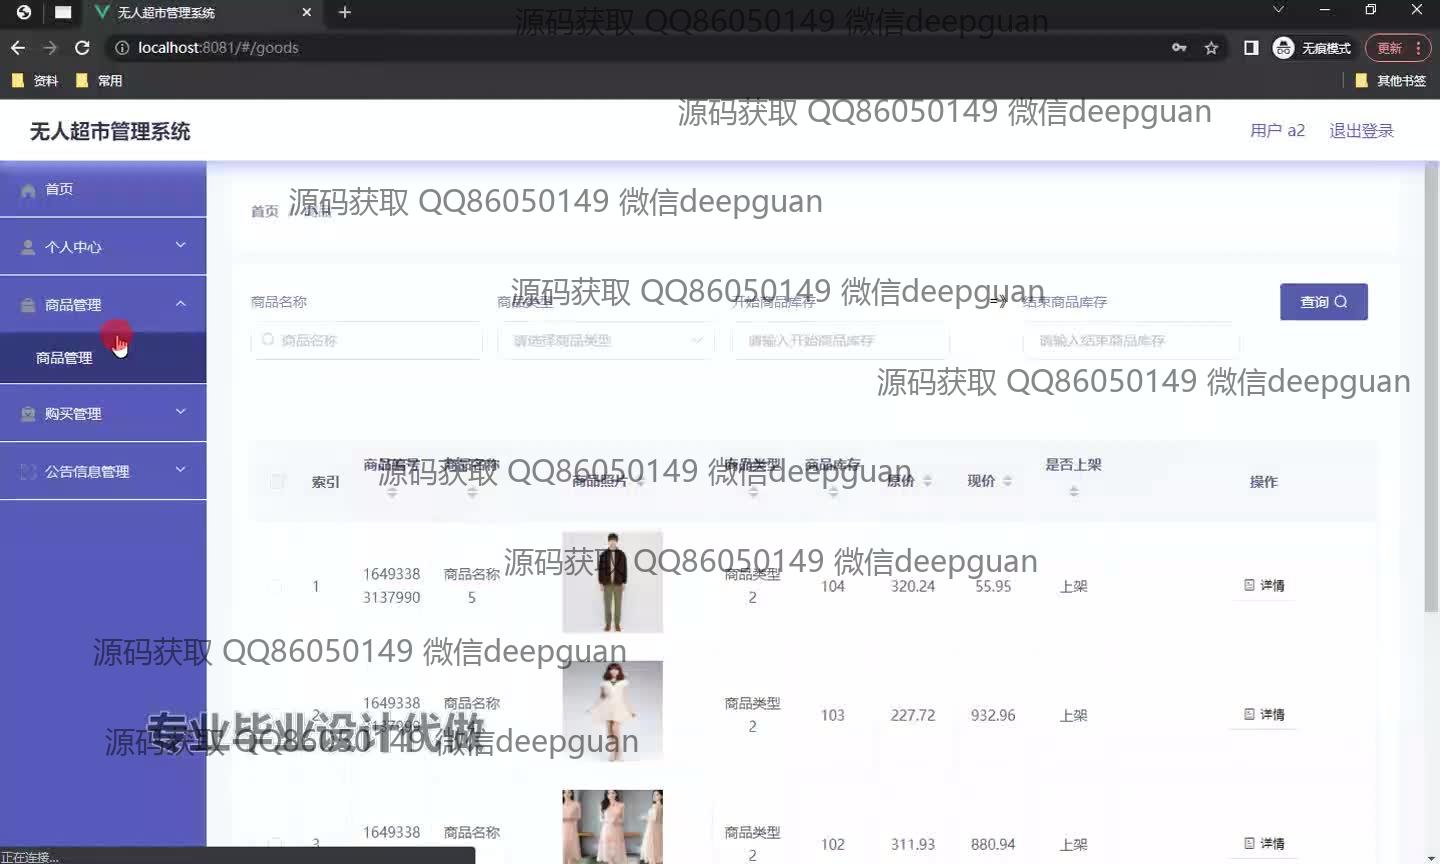 无人超市管理系统
源码获取 QQ86050149 微信deepguan
localhost:8081/#/goods
无痕模式
更新
资料
常用
其他书签
源码获取 QQ86050149 微信deepguan
无人超市管理系统
用户 a2
退出登录
首页
源码获取 QQ86050149 微信deepguan
首页
个人中心
商品管理
商品管理
购买管理
公告信息管理
源码获取 QQ86050149 微信deepguan
商品名称
商品类型
开始商品库存
结束商品库存
查询
商品名称
请选择商品类型
请输入开始商品库存
请输入结束商品库存
源码获取 QQ86050149 微信deepguan
源码获取 QQ86050149 微信deepguan
索引
商品编号
商品名称
商品照片
商品类型
商品库存
原价
现价
是否上架
操作
源码获取 QQ86050149 微信deepguan
1
1649338
3137990
商品名称
5
商品类型
2
104
320.24
55.95
上架
详情
源码获取 QQ86050149 微信deepguan
2
1649338
商品名称
商品类型
2
103
227.72
932.96
上架
详情
专业毕业设计代做
源码获取 QQ86050149 微信deepguan
3
1649338
商品名称
商品类型
2
102
311.93
880.94
上架
详情
正在连接...